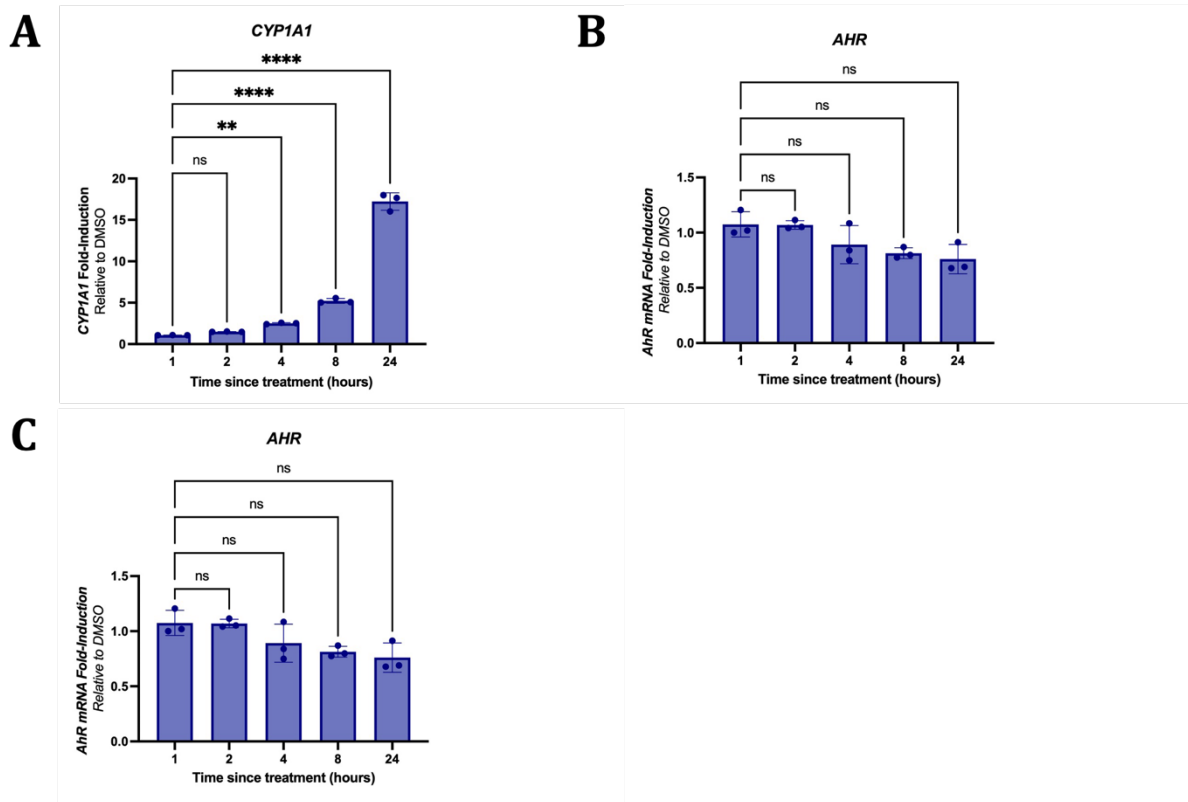 A
CYP1A1
****
****
**
ns
20
15
10
5
0
CYP1A1 Fold-Induction
Relative to DMSO
1 2 4 8 24
Time since treatment (hours)
B
AHR
ns
ns
ns
ns
1.5
1.0
0.5
0.0
AhR mRNA Fold-Induction
Relative to DMSO
1 2 4 8 24
Time since treatment (hours)
C
AHR
ns
ns
ns
ns
1.5
1.0
0.5
0.0
AhR mRNA Fold-Induction
Relative to DMSO
1 2 4 8 24
Time since treatment (hours)